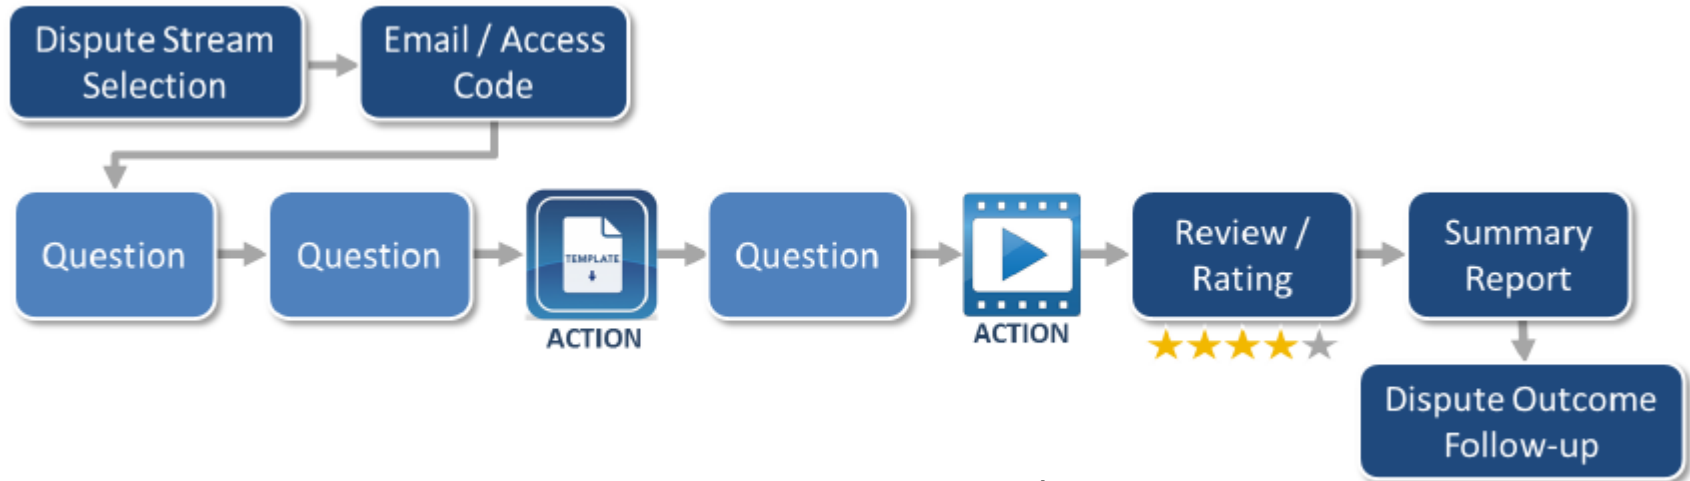 Dispute Stream
Selection
Email / Access
Code
Question
Question
TEMPLATE
ACTION
Question
ACTION
Review /
Rating
Summary
Report
Dispute Outcome
Follow-up